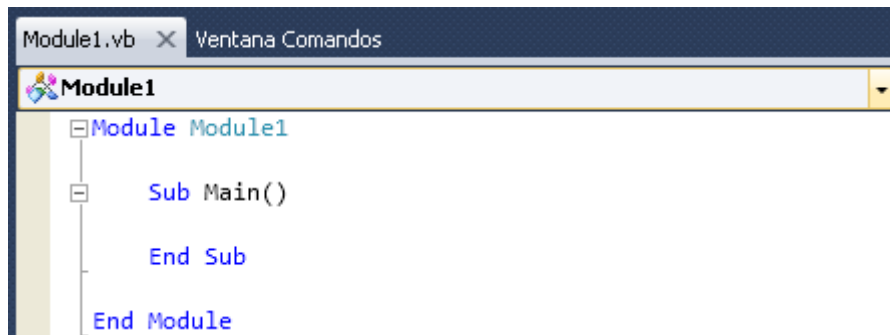 Module1.vb Ventana Comandos
Module1
Module Module1
Sub Main()
End Sub
End Module